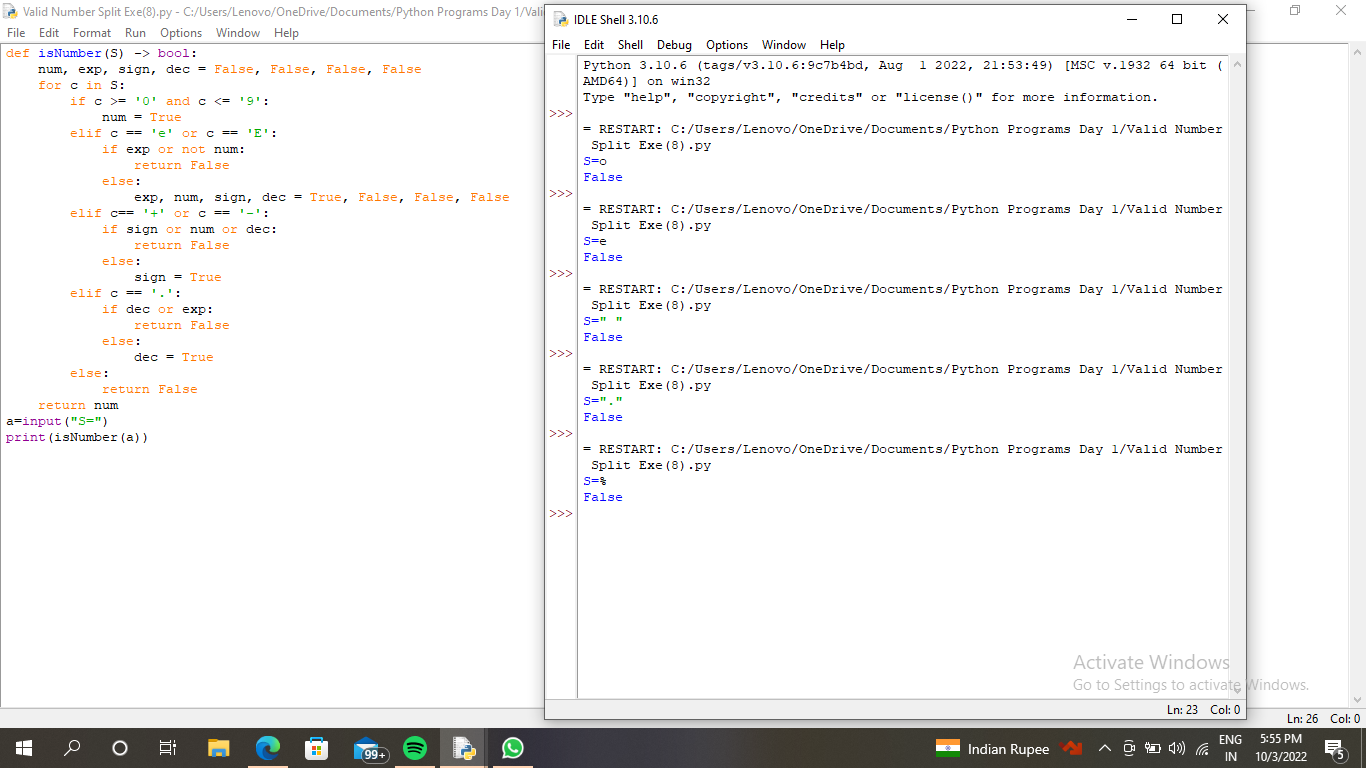 Valid Number Split Exe(8).py - C:/Users/Lenovo/OneDrive/Documents/Python Programs Day 1/Vali
File Edit Format Run Options Window Help
def isNumber(S) -> bool:
    num, exp, sign, dec = False, False, False, False
    for c in S:
        if c >= '0' and c <= '9':
            num = True
        elif c == 'e' or c == 'E':
            if exp or not num:
                return False
            else:
                exp, num, sign, dec = True, False, False, False
        elif c== '+' or c == '-':
            if sign or num or dec:
                return False
            else:
                sign = True
        elif c == '.':
            if dec or exp:
                return False
            else:
                dec = True
        else:
            return False
    return num
a=input("S=")
print(isNumber(a))
Ln: 26 Col: 0
IDLE Shell 3.10.6
File Edit Shell Debug Options Window Help
Python 3.10.6 (tags/v3.10.6:9c7b4bd, Aug  1 2022, 21:53:49) [MSC v.1932 64 bit (
AMD64)] on win32
Type "help", "copyright", "credits" or "license()" for more information.
>>>
= RESTART: C:/Users/Lenovo/OneDrive/Documents/Python Programs Day 1/Valid Number
 Split Exe(8).py
S=o
False
>>>
= RESTART: C:/Users/Lenovo/OneDrive/Documents/Python Programs Day 1/Valid Number
 Split Exe(8).py
S=e
False
>>>
= RESTART: C:/Users/Lenovo/OneDrive/Documents/Python Programs Day 1/Valid Number
 Split Exe(8).py
S=" "
False
>>>
= RESTART: C:/Users/Lenovo/OneDrive/Documents/Python Programs Day 1/Valid Number
 Split Exe(8).py
S="."
False
>>>
= RESTART: C:/Users/Lenovo/OneDrive/Documents/Python Programs Day 1/Valid Number
 Split Exe(8).py
S=%
False
>>>
Activate Windows
Go to Settings to activate Windows.
Ln: 23 Col: 0
99+
Indian Rupee
ENG
IN
5:55 PM
10/3/2022
5